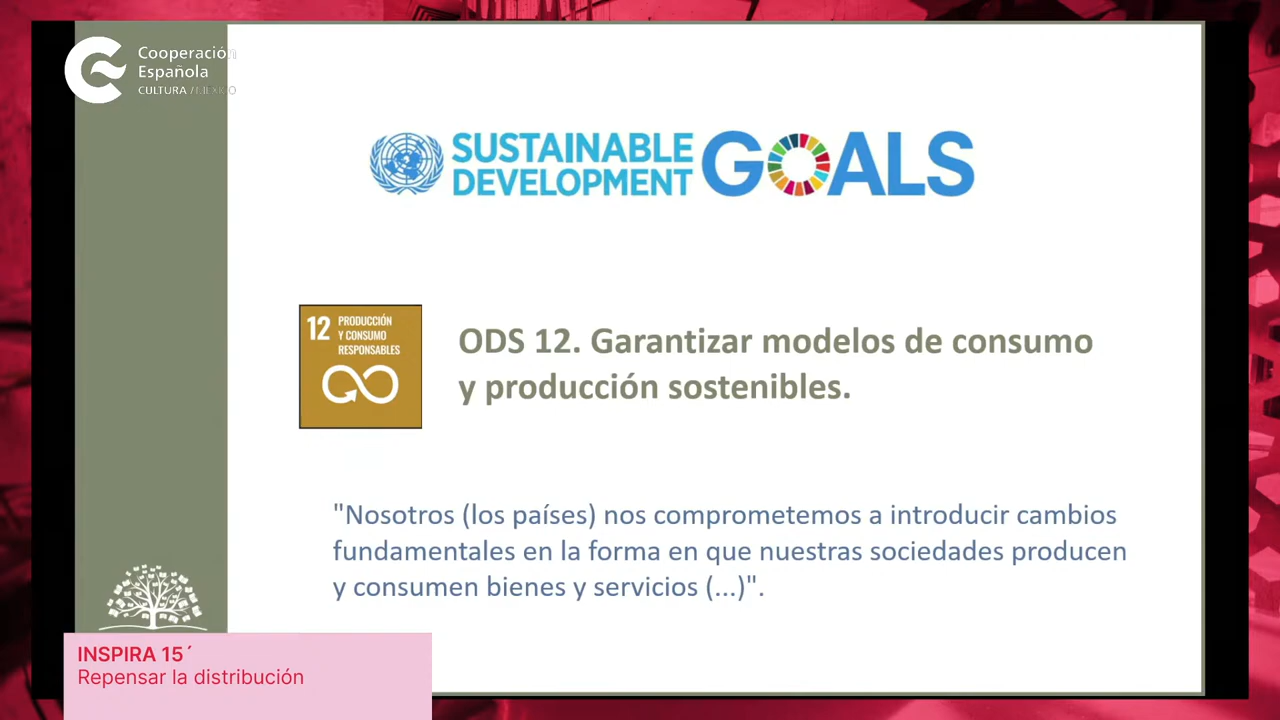 Cooperación
Española
CULTURA / MÉXICO
SUSTAINABLE
DEVELOPMENT
GOALS
12 PRODUCCIÓN
Y CONSUMO
RESPONSABLES
ODS 12. Garantizar modelos de consumo
y producción sostenibles.
"Nosotros (los países) nos comprometemos a introducir cambios
fundamentales en la forma en que nuestras sociedades producen
y consumen bienes y servicios (...)".
INSPIRA 15´
Repensar la distribución